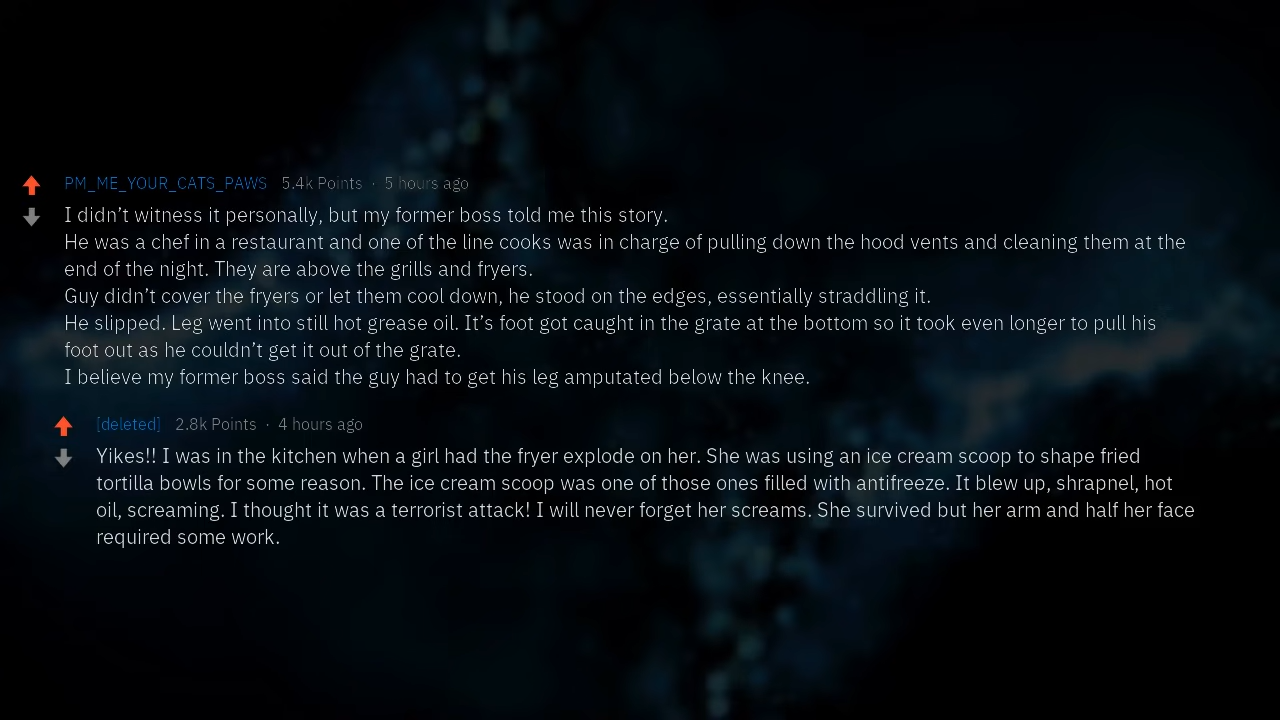 PM_ME_YOUR_CATS_PAWS 5.4k Points · 5 hours ago
I didn’t witness it personally, but my former boss told me this story.
He was a chef in a restaurant and one of the line cooks was in charge of pulling down the hood vents and cleaning them at the
end of the night. They are above the grills and fryers.
Guy didn’t cover the fryers or let them cool down, he stood on the edges, essentially straddling it.
He slipped. Leg went into still hot grease oil. It’s foot got caught in the grate at the bottom so it took even longer to pull his
foot out as he couldn’t get it out of the grate.
I believe my former boss said the guy had to get his leg amputated below the knee.
[deleted] 2.8k Points · 4 hours ago
Yikes!! I was in the kitchen when a girl had the fryer explode on her. She was using an ice cream scoop to shape fried
tortilla bowls for some reason. The ice cream scoop was one of those ones filled with antifreeze. It blew up, shrapnel, hot
oil, screaming. I thought it was a terrorist attack! I will never forget her screams. She survived but her arm and half her face
required some work.